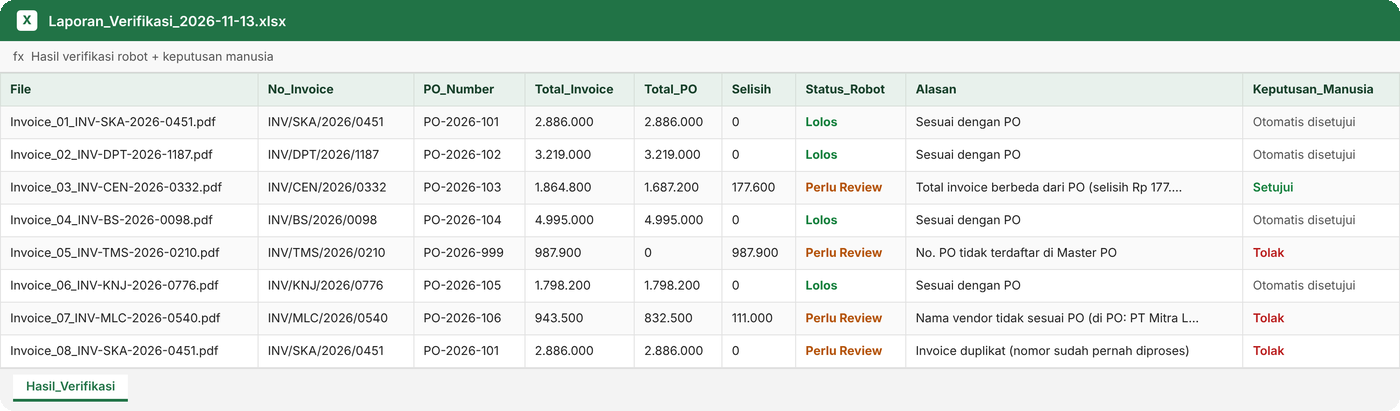 X Laporan_Verifikasi_2026-11-13.xlsx
fx Hasil verifikasi robot + keputusan manusia
File No_Invoice PO_Number Total_Invoice Total_PO Selisih Status_Robot Alasan Keputusan_Manusia
Invoice_01_INV-SKA-2026-0451.pdf INV/SKA/2026/0451 PO-2026-101 2.886.000 2.886.000 0 Lolos Sesuai dengan PO Otomatis disetujui
Invoice_02_INV-DPT-2026-1187.pdf INV/DPT/2026/1187 PO-2026-102 3.219.000 3.219.000 0 Lolos Sesuai dengan PO Otomatis disetujui
Invoice_03_INV-CEN-2026-0332.pdf INV/CEN/2026/0332 PO-2026-103 1.864.800 1.687.200 177.600 Perlu Review Total invoice berbeda dari PO (selisih Rp 177.... Setujui
Invoice_04_INV-BS-2026-0098.pdf INV/BS/2026/0098 PO-2026-104 4.995.000 4.995.000 0 Lolos Sesuai dengan PO Otomatis disetujui
Invoice_05_INV-TMS-2026-0210.pdf INV/TMS/2026/0210 PO-2026-999 987.900 0 987.900 Perlu Review No. PO tidak terdaftar di Master PO Tolak
Invoice_06_INV-KNJ-2026-0776.pdf INV/KNJ/2026/0776 PO-2026-105 1.798.200 1.798.200 0 Lolos Sesuai dengan PO Otomatis disetujui
Invoice_07_INV-MLC-2026-0540.pdf INV/MLC/2026/0540 PO-2026-106 943.500 832.500 111.000 Perlu Review Nama vendor tidak sesuai PO (di PO: PT Mitra L... Tolak
Invoice_08_INV-SKA-2026-0451.pdf INV/SKA/2026/0451 PO-2026-101 2.886.000 2.886.000 0 Perlu Review Invoice duplikat (nomor sudah pernah diproses) Tolak
Hasil_Verifikasi